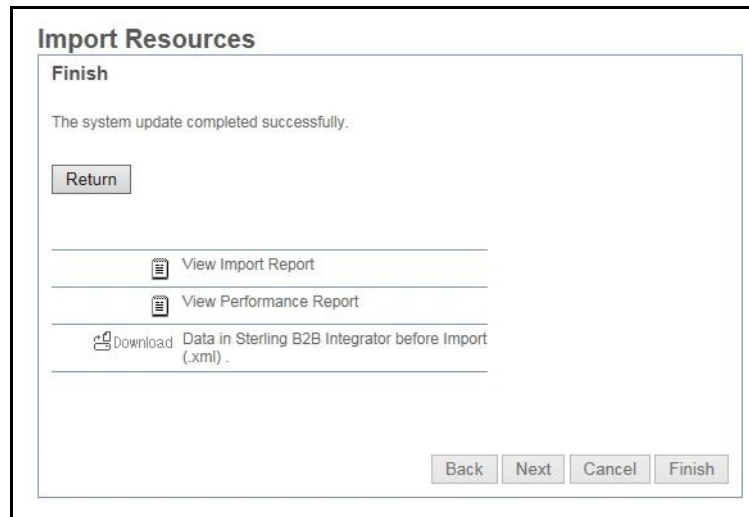 Import Resources
Finish
The system update completed successfully.
Return
View Import Report
View Performance Report
Download Data in Sterling B2B Integrator before Import
(.xml) .
Back Next Cancel Finish